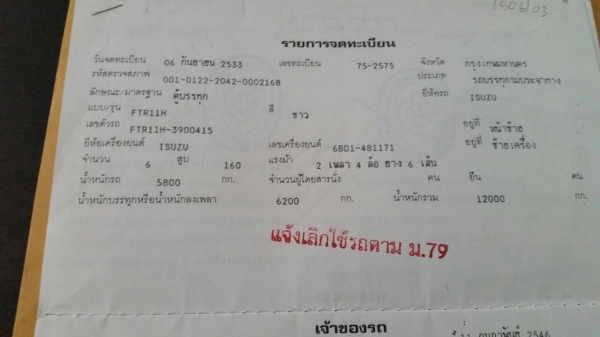 1506/03
รายการจดทะเบียน
วันจดทะเบียน 06 กันยายน 2533 เลขทะเบียน 75-2575 จังหวัด กรุงเทพมหานคร
รหัสตรวจสภาพ 001-0122-2042-0002168 ประเภท รถบรรทุกไม่ประจำทาง
ลักษณะ/มาตรฐาน ตู้บรรทุก ยี่ห้อรถ ISUZU
แบบ/รุ่น FTR11H สี ขาว
เลขตัวรถ FTR11H-3900415 อยู่ที่ หน้าซ้าย
ยี่ห้อเครื่องยนต์ ISUZU เลขเครื่องยนต์ 6BD1-481171 อยู่ที่ ซ้ายเครื่อง
จำนวน 6 สูบ 160 แรงม้า 2 เพลา 4 ล้อ ยาง 6 เส้น
น้ำหนักรถ 5800 กก. จำนวนผู้โดยสารนั่ง คน ยืน คน
น้ำหนักบรรทุกหรือน้ำหนักลงเพลา 6200 กก. น้ำหนักรวม 12000 กก.
แจ้งเลิกใช้รถตาม ม.79
เจ้าของรถ
กุมภาพันธ์ 2546